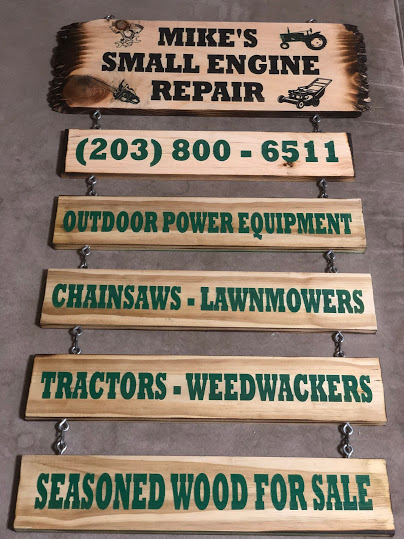 MIKE'S
SMALL ENGINE
REPAIR
(203) 800 - 6511
OUTDOOR POWER EQUIPMENT
CHAINSAWS - LAWNMOWERS
TRACTORS - WEEDWACKERS
SEASONED WOOD FOR SALE